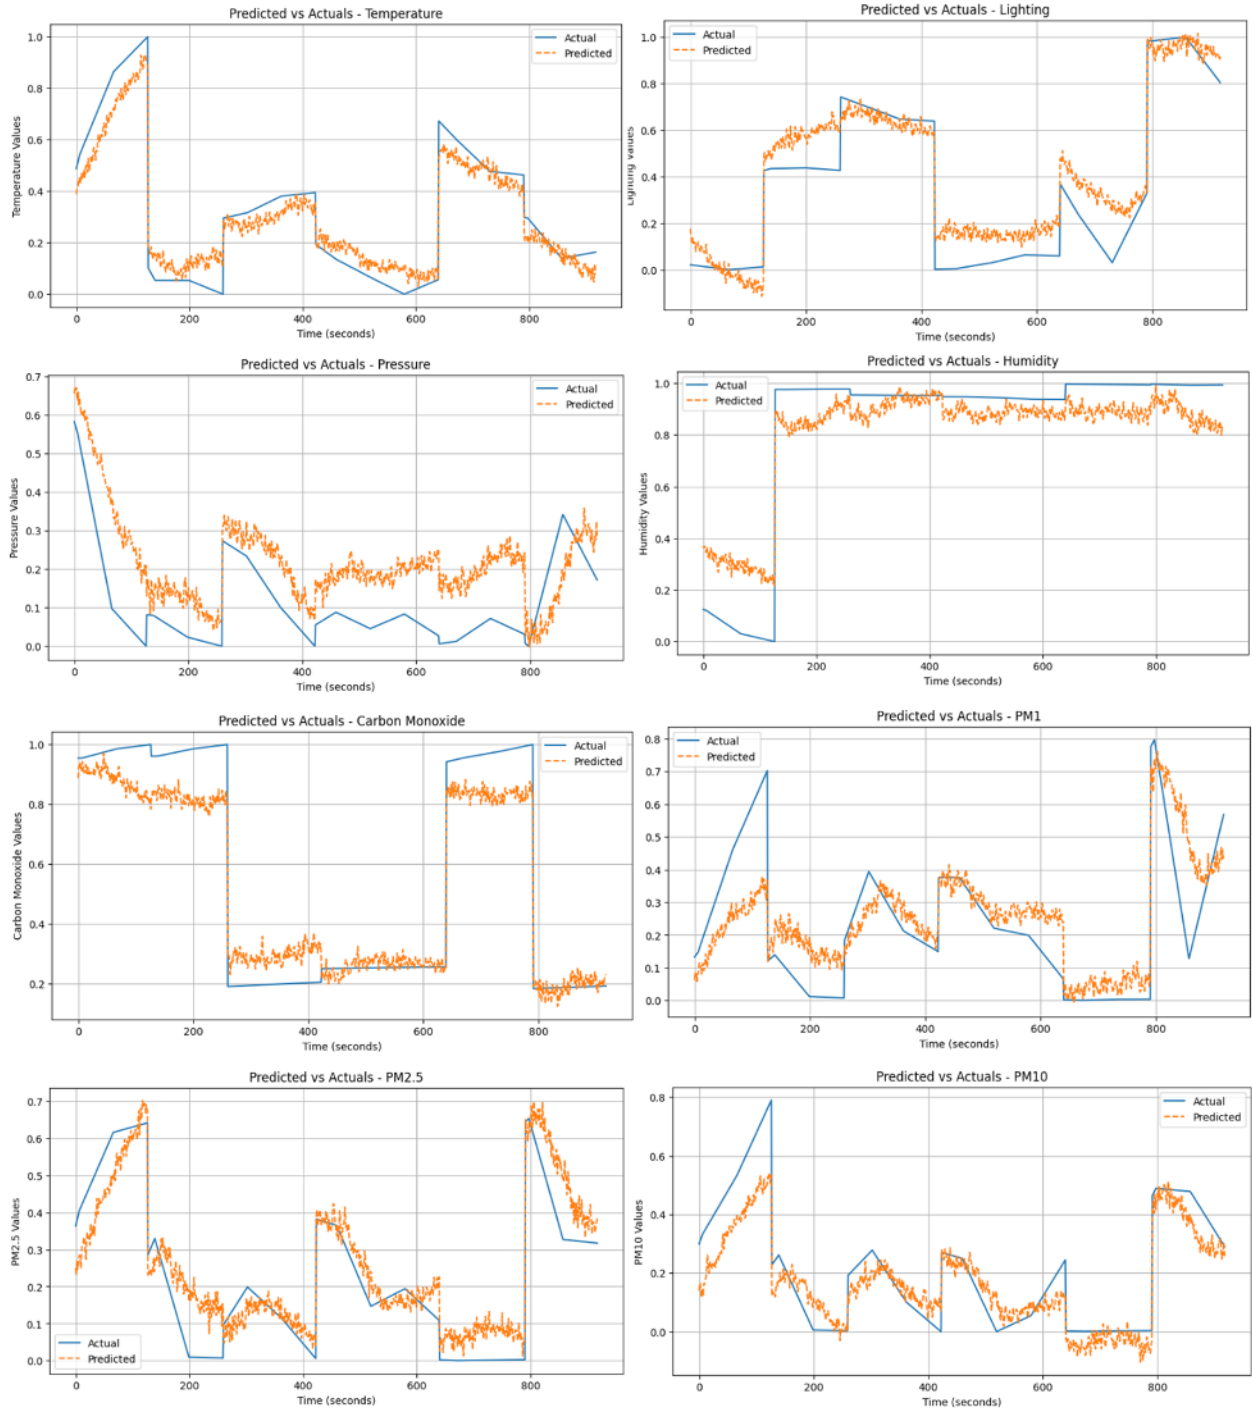 Predicted vs Actuals - Temperature
Actual
Predicted
Temperature Values
1.0
0.8
0.6
0.4
0.2
0.0
0 200 400 600 800
Time (seconds)
Predicted vs Actuals - Lighting
Actual
Predicted
Lighting Values
1.0
0.8
0.6
0.4
0.2
0.0
0 200 400 600 800
Time (seconds)
Predicted vs Actuals - Pressure
Actual
Predicted
Pressure Values
0.7
0.6
0.5
0.4
0.3
0.2
0.1
0.0
0 200 400 600 800
Time (seconds)
Predicted vs Actuals - Humidity
Actual
Predicted
Humidity Values
1.0
0.8
0.6
0.4
0.2
0.0
0 200 400 600 800
Time (seconds)
Predicted vs Actuals - Carbon Monoxide
Actual
Predicted
Carbon Monoxide Values
1.0
0.8
0.6
0.4
0.2
0 200 400 600 800
Time (seconds)
Predicted vs Actuals - PM1
Actual
Predicted
PM1 Values
0.8
0.7
0.6
0.5
0.4
0.3
0.2
0.1
0.0
0 200 400 600 800
Time (seconds)
Predicted vs Actuals - PM2.5
Actual
Predicted
PM2.5 Values
0.7
0.6
0.5
0.4
0.3
0.2
0.1
0.0
0 200 400 600 800
Time (seconds)
Predicted vs Actuals - PM10
Actual
Predicted
PM10 Values
0.8
0.6
0.4
0.2
0.0
0 200 400 600 800
Time (seconds)